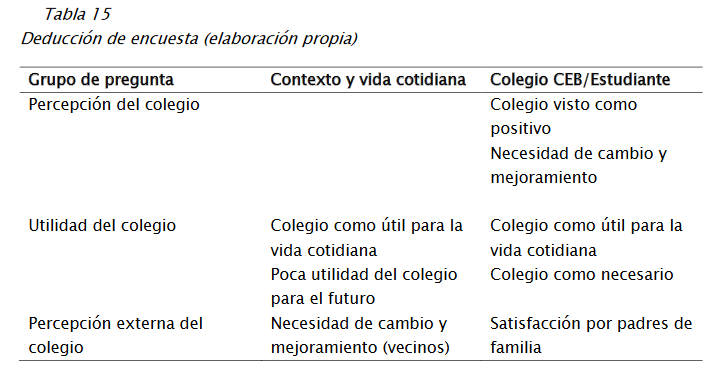 Tabla 15
Deducción de encuesta (elaboración propia)
Grupo de pregunta Contexto y vida cotidiana Colegio CEB/Estudiante
Percepción del colegio Colegio visto como
positivo
Necesidad de cambio y
mejoramiento
Utilidad del colegio Colegio como útil para la Colegio como útil para la
vida cotidiana vida cotidiana
Poca utilidad del colegio Colegio como necesario
para el futuro
Percepción externa del Necesidad de cambio y Satisfacción por padres de
colegio mejoramiento (vecinos) familia